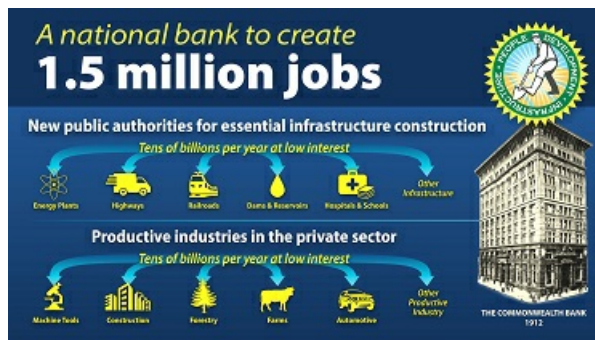 A national bank to create
1.5 million jobs
PEOPLE • DEVELOPMENT • INFRASTRUCTURE •
New public authorities for essential infrastructure construction
Tens of billions per year at low interest
Energy Plants
Highways
Railroads
Dams & Reservoirs
Hospitals & Schools
Other
Infrastructure
Productive industries in the private sector
Tens of billions per year at low interest
Machine Tools
Construction
Forestry
Farms
Automotive
Other
Productive
Industry
THE COMMONWEALTH BANK
1912